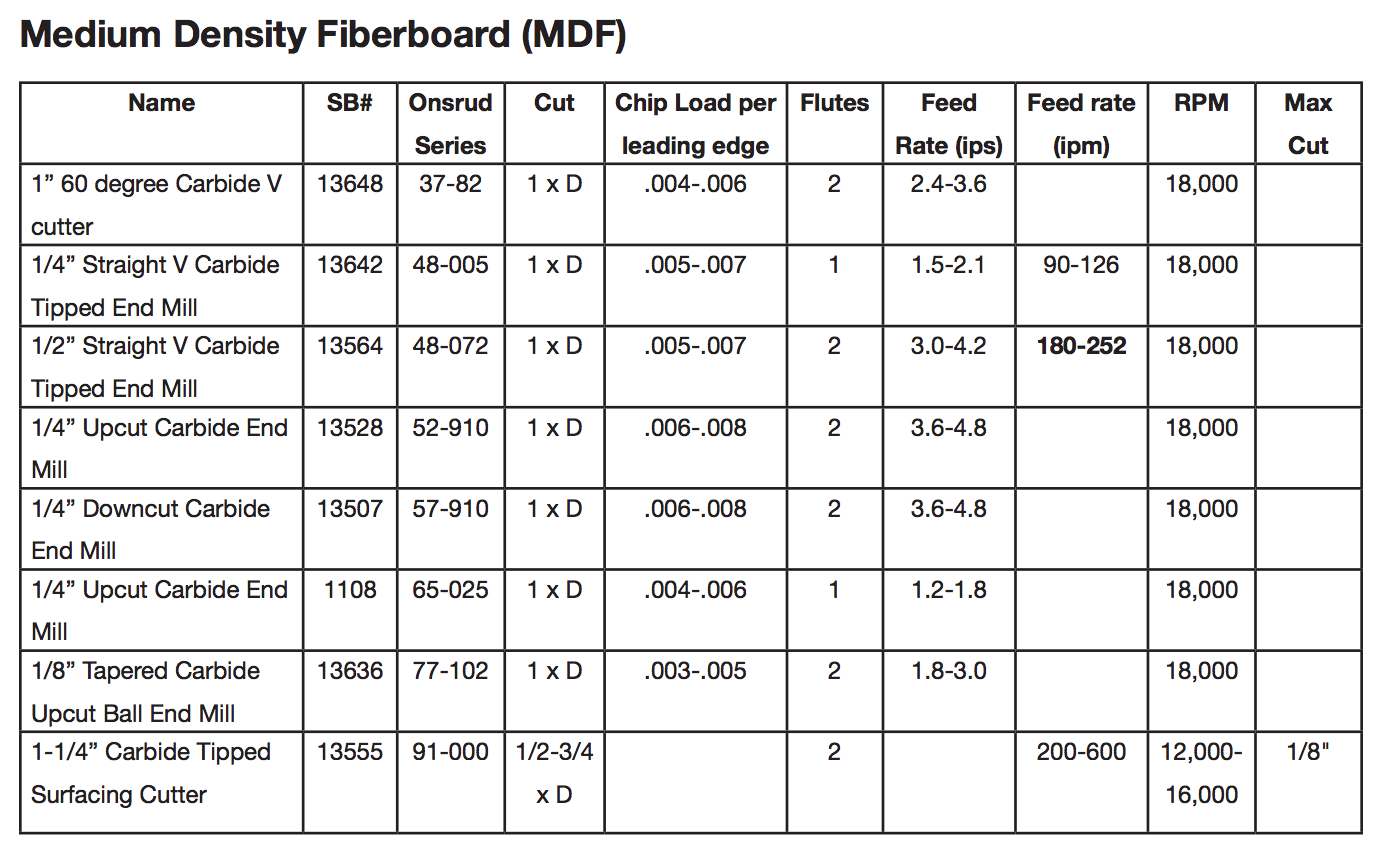 Medium Density Fiberboard (MDF)
Name SB# Onsrud Series Cut Chip Load per leading edge Flutes Feed Rate (ips) Feed rate (ipm) RPM Max Cut
1” 60 degree Carbide V cutter 13648 37-82 1 x D .004-.006 2 2.4-3.6 18,000
1/4” Straight V Carbide Tipped End Mill 13642 48-005 1 x D .005-.007 1 1.5-2.1 90-126 18,000
1/2” Straight V Carbide Tipped End Mill 13564 48-072 1 x D .005-.007 2 3.0-4.2 180-252 18,000
1/4” Upcut Carbide End Mill 13528 52-910 1 x D .006-.008 2 3.6-4.8 18,000
1/4” Downcut Carbide End Mill 13507 57-910 1 x D .006-.008 2 3.6-4.8 18,000
1/4” Upcut Carbide End Mill 1108 65-025 1 x D .004-.006 1 1.2-1.8 18,000
1/8” Tapered Carbide Upcut Ball End Mill 13636 77-102 1 x D .003-.005 2 1.8-3.0 18,000
1-1/4” Carbide Tipped Surfacing Cutter 13555 91-000 1/2-3/4 x D 2 200-600 12,000-16,000 1/8"